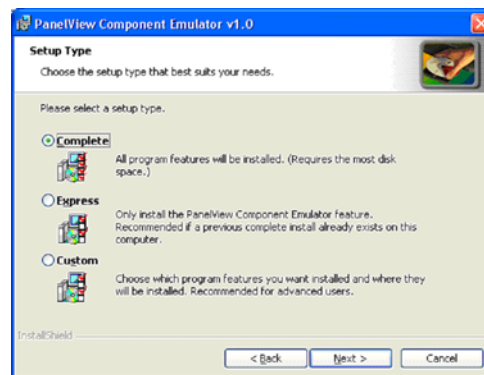 PanelView Component Emulator v1.0
Setup Type
Choose the setup type that best suits your needs.
Please select a setup type.
Complete
All program features will be installed. (Requires the most disk
space.)
Express
Only install the PanelView Component Emulator feature.
Recommended if a previous complete install already exists on this
computer.
Custom
Choose which program features you want installed and where they
will be installed. Recommended for advanced users.
InstallShield
< Back Next > Cancel